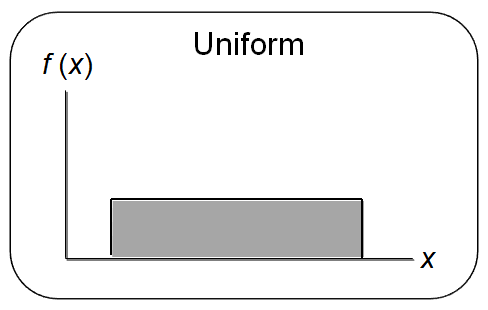 Uniform
f (x)
x